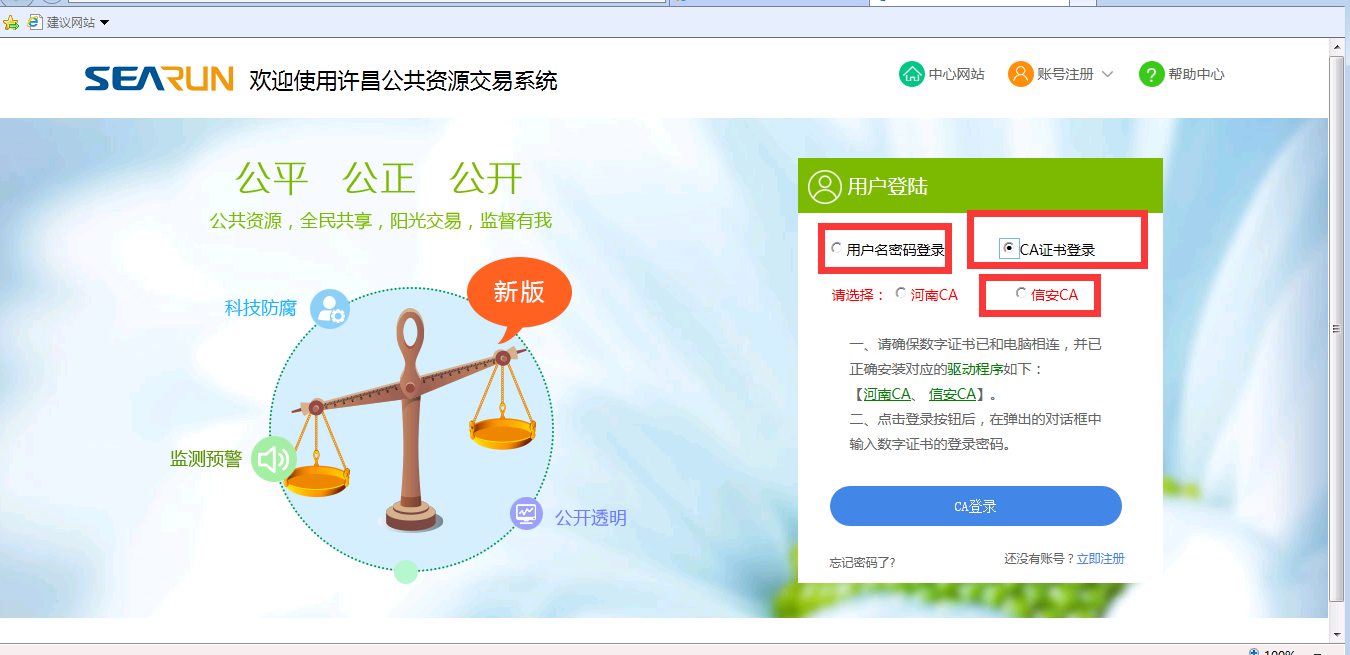 建议网站
SEARUN 欢迎使用许昌公共资源交易系统
中心网站 账号注册 帮助中心
公平 公正 公开
公共资源，全民共享，阳光交易，监督有我
新版
科技防腐
监测预警
公开透明
用户登陆
用户名密码登录 CA证书登录
请选择： 河南CA 信安CA
一、请确保数字证书已和电脑相连，并已
正确安装对应的驱动程序如下：
【河南CA、 信安CA】。
二、点击登录按钮后，在弹出的对话框中
输入数字证书的登录密码。
CA登录
忘记密码了? 还没有账号？立即注册
100%